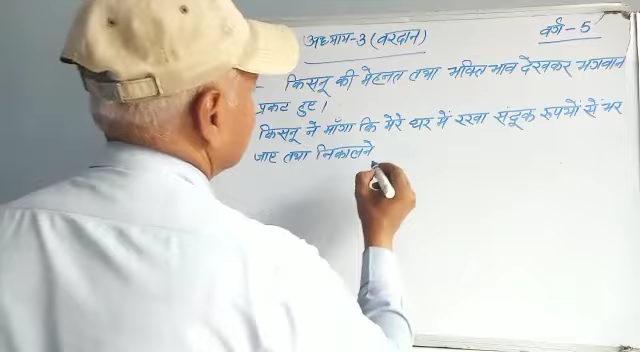 अध्याय-3 (वरदान)
वर्ग-5
- किसनू की मेहनत तथा भक्ति भाव देखकर भगवान
प्रकट हुए।
किसनू ने माँगा कि मेरे घर में रखा संदूक रुपयों से भर
जाए तथा निकालने